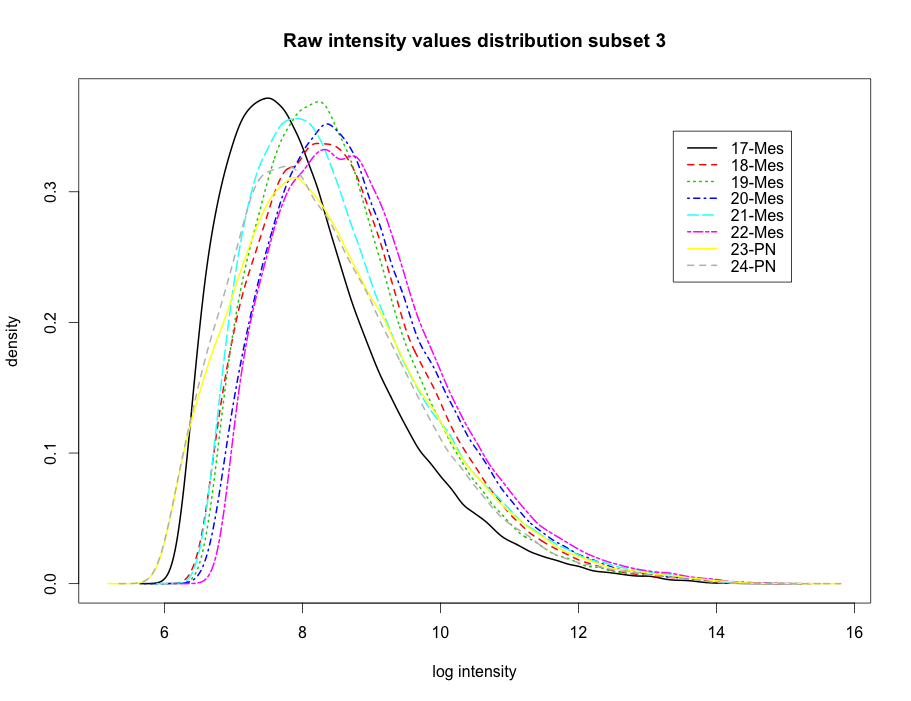 Raw intensity values distribution subset 3
17-Mes
18-Mes
19-Mes
20-Mes
21-Mes
22-Mes
23-PN
24-PN
density
0.0
0.1
0.2
0.3
6
8
10
12
14
16
log intensity